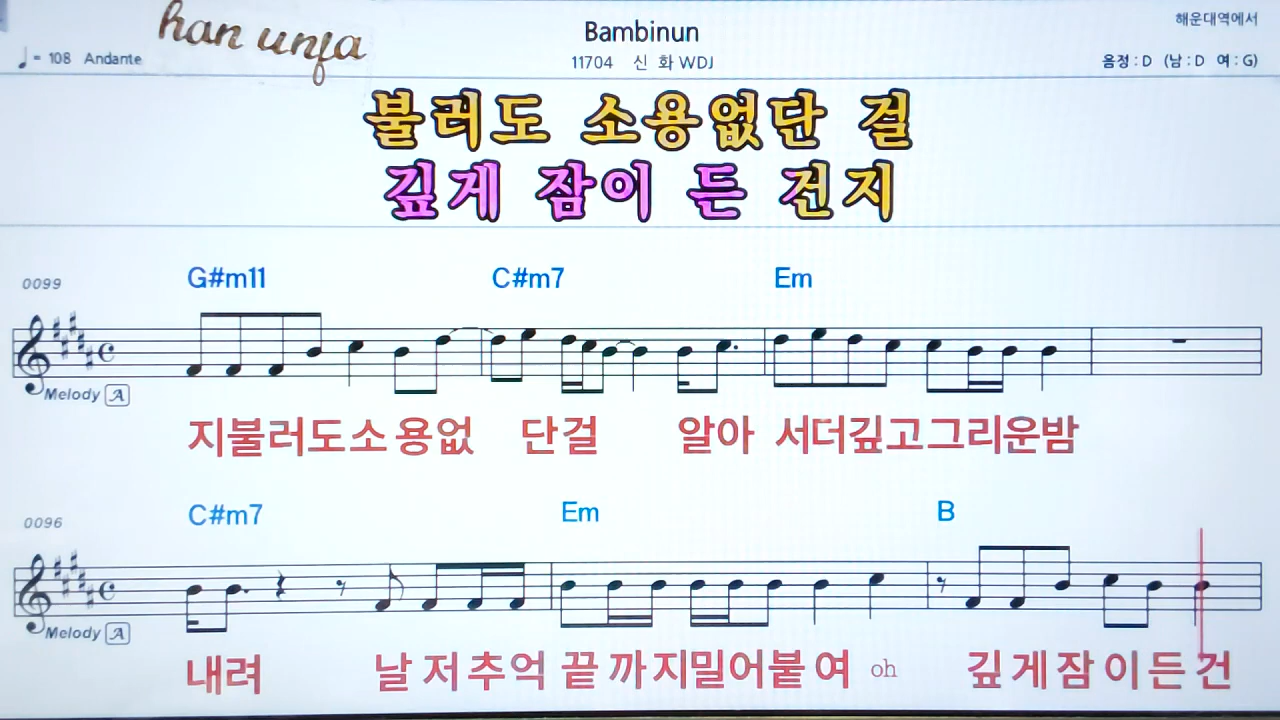 해운대역에서
han unfa
Bambinun
♩= 108 Andante
11704 신 화 WDJ
음정 : D (남 : D 여 : G)
불러도 소용없단 걸
깊게 잠이 든 건지
G#m11 C#m7 Em
0099
Melody A
지불러도소용없 단걸 알아 서더깊고그리운밤
C#m7 Em B
0096
Melody A
내려 날저추억 끝까지밀어붙여 oh 깊게잠이든건